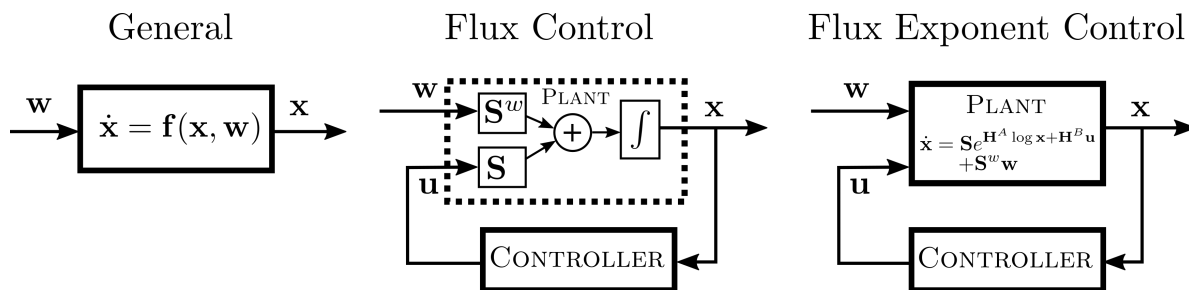 General
w
ẋ = f(x, w)
x
Flux Control
w
S^w
PLANT
+
∫
x
S
u
CONTROLLER
Flux Exponent Control
w
PLANT
ẋ = Se^{H^A log x+H^B u}
+S^w w
x
u
CONTROLLER